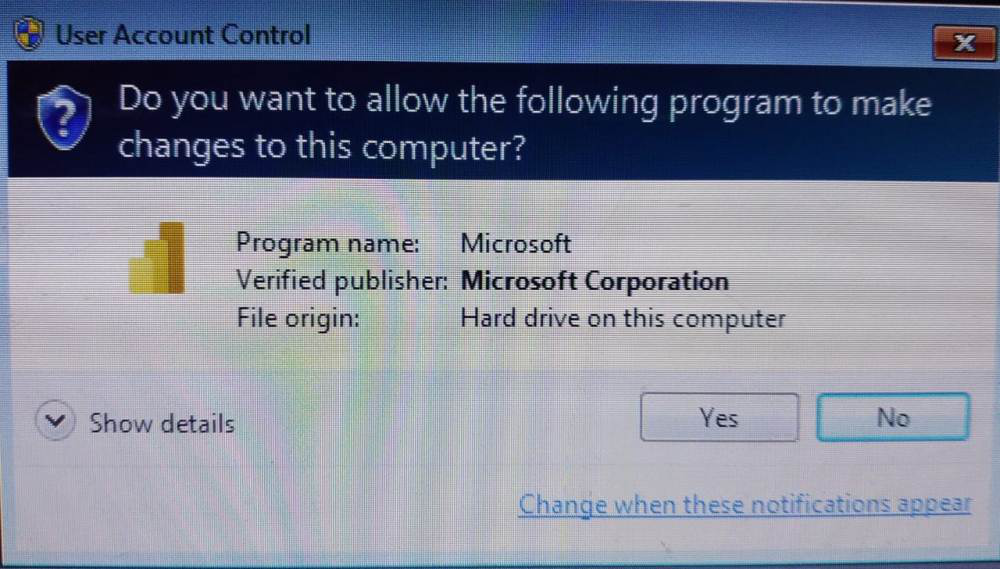 User Account Control
Do you want to allow the following program to make
changes to this computer?
Program name: Microsoft
Verified publisher: Microsoft Corporation
File origin: Hard drive on this computer
Show details
Yes
No
Change when these notifications appear